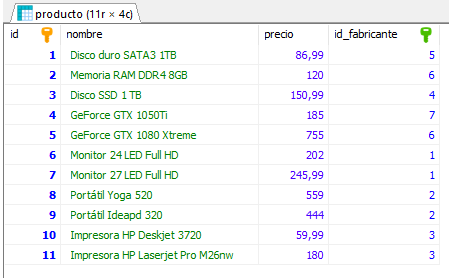 producto (11r × 4c)
id nombre precio id_fabricante
1 Disco duro SATA3 1TB 86,99 5
2 Memoria RAM DDR4 8GB 120 6
3 Disco SSD 1 TB 150,99 4
4 GeForce GTX 1050Ti 185 7
5 GeForce GTX 1080 Xtreme 755 6
6 Monitor 24 LED Full HD 202 1
7 Monitor 27 LED Full HD 245,99 1
8 Portátil Yoga 520 559 2
9 Portátil Ideapd 320 444 2
10 Impresora HP Deskjet 3720 59,99 3
11 Impresora HP Laserjet Pro M26nw 180 3